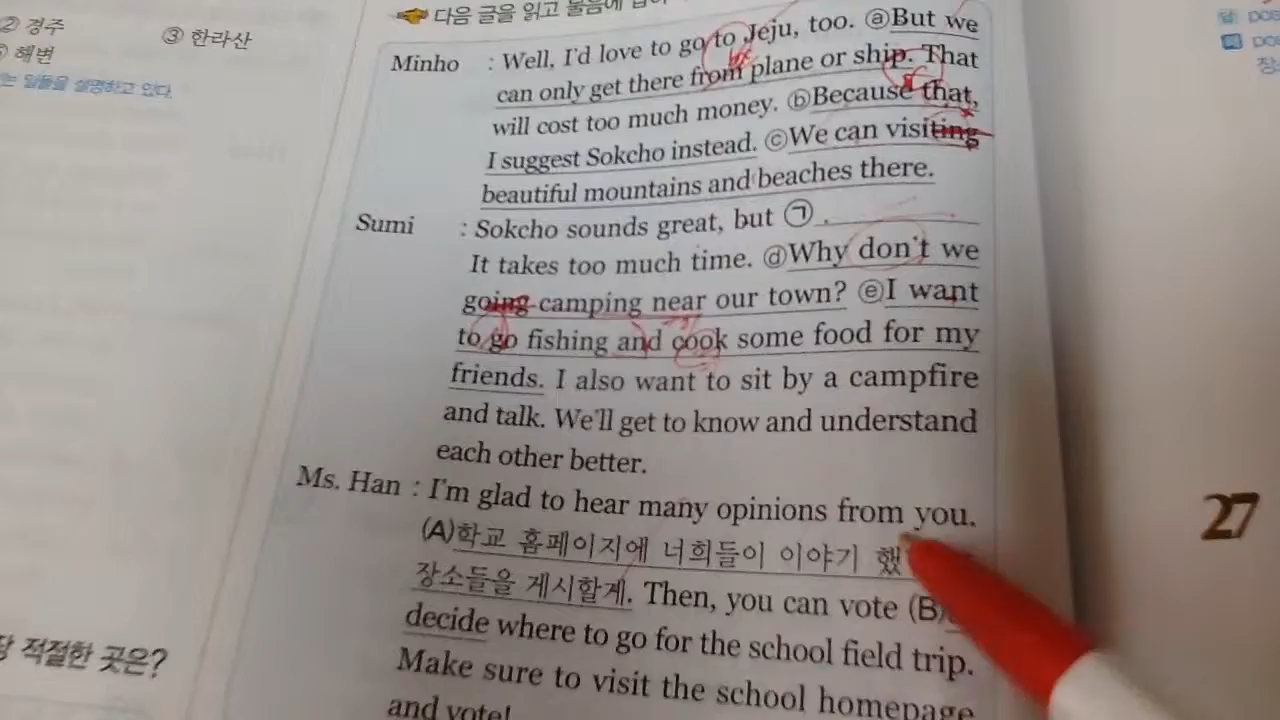 ② 경주
③ 한라산
해변
는 일들을 설명하고 있다.
장 적절한 곳은?
다음 글을 읽고 물음에
Minho : Well, I'd love to go to Jeju, too. ⓐBut we
can only get there from plane or ship. That
will cost too much money. ⓑBecause that,
I suggest Sokcho instead. ⓒWe can visiting
beautiful mountains and beaches there.
Sumi : Sokcho sounds great, but ㉠ .
It takes too much time. ⓓWhy don't we
going camping near our town? ⓔI want
to go fishing and cook some food for my
friends. I also want to sit by a campfire
and talk. We'll get to know and understand
each other better.
Ms. Han : I'm glad to hear many opinions from you.
(A)학교 홈페이지에 너희들이 이야기 했
장소들을 게시할게. Then, you can vote (B)
decide where to go for the school field trip.
Make sure to visit the school homepage
and vote!
27